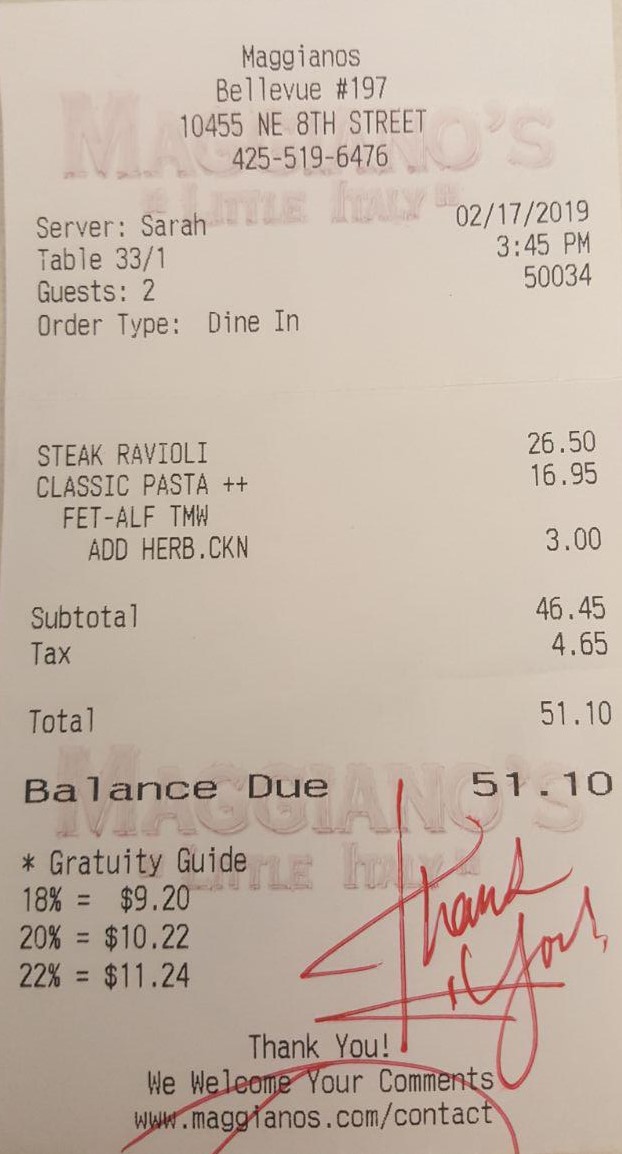 Maggianos
Bellevue #197
10455 NE 8TH STREET
425-519-6476
MAGGIANO'S
"LITTLE ITALY"
Server: Sarah 02/17/2019
Table 33/1 3:45 PM
Guests: 2 50034
Order Type: Dine In
STEAK RAVIOLI 26.50
CLASSIC PASTA ++ 16.95
FET-ALF TMW
ADD HERB.CKN 3.00
Subtotal 46.45
Tax 4.65
Total 51.10
Balance Due 51.10
MAGGIANO'S
"LITTLE ITALY"
* Gratuity Guide
18% = $9.20
20% = $10.22
22% = $11.24
Thank
You
Thank You!
We Welcome Your Comments
www.maggianos.com/contact